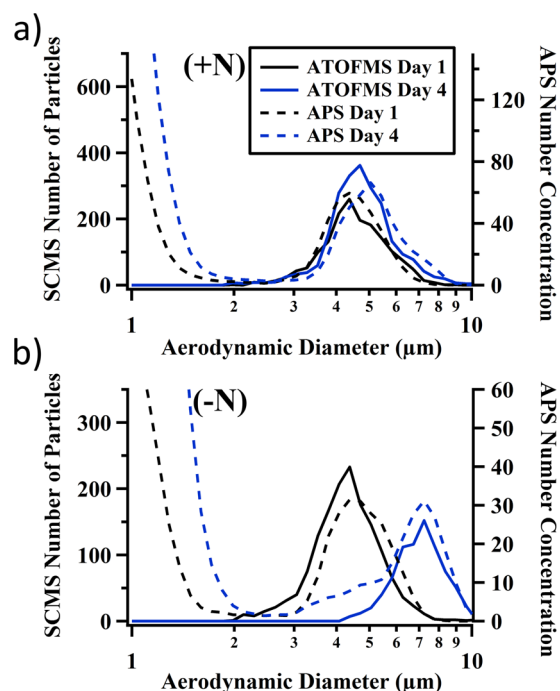 a)
(+N)
ATOFMS Day 1
ATOFMS Day 4
APS Day 1
APS Day 4
SCMS Number of Particles
600
400
200
0
APS Number Concentration
120
80
40
0
1
2
3
4
5
6
7
8
9
10
Aerodynamic Diameter (µm)
b)
(-N)
SCMS Number of Particles
300
200
100
0
APS Number Concentration
60
50
40
30
20
10
0
1
2
3
4
5
6
7
8
9
10
Aerodynamic Diameter (µm)